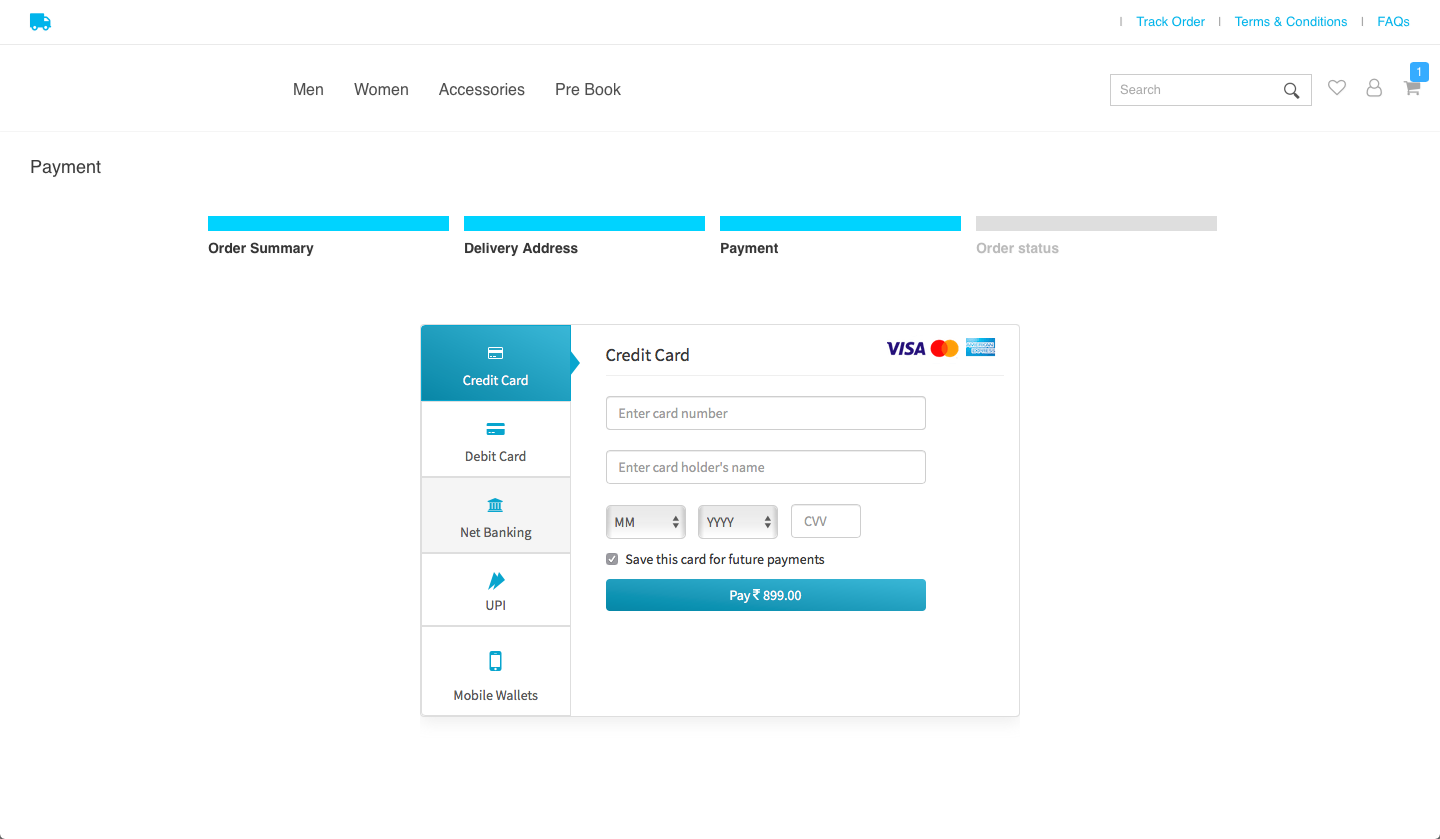 Track Order
Terms & Conditions
FAQs
Men
Women
Accessories
Pre Book
Search
1
Payment
Order Summary
Delivery Address
Payment
Order status
Credit Card
Debit Card
Net Banking
UPI
Mobile Wallets
Credit Card
VISA
AMERICAN EXPRESS
Enter card number
Enter card holder's name
MM
YYYY
CVV
Save this card for future payments
Pay ₹ 899.00